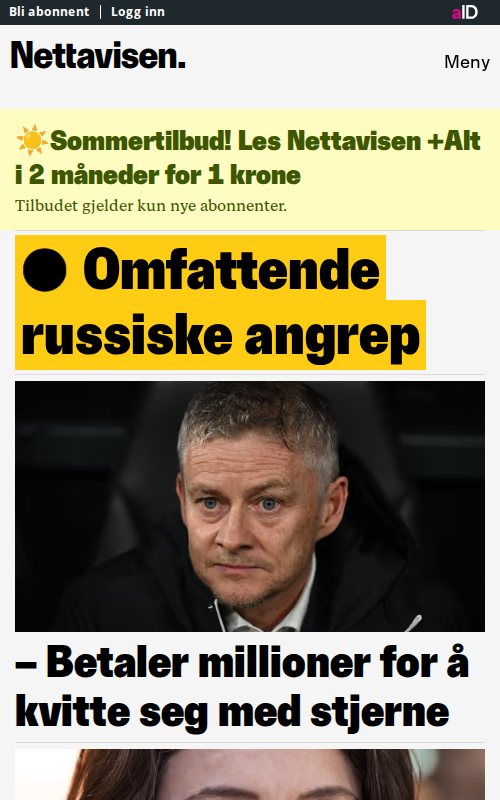 Bli abonnent | Logg inn
aID
Nettavisen.
Meny
☀️Sommertilbud! Les Nettavisen +Alt
i 2 måneder for 1 krone
Tilbudet gjelder kun nye abonnenter.
● Omfattende
russiske angrep
– Betaler millioner for å
kvitte seg med stjerne